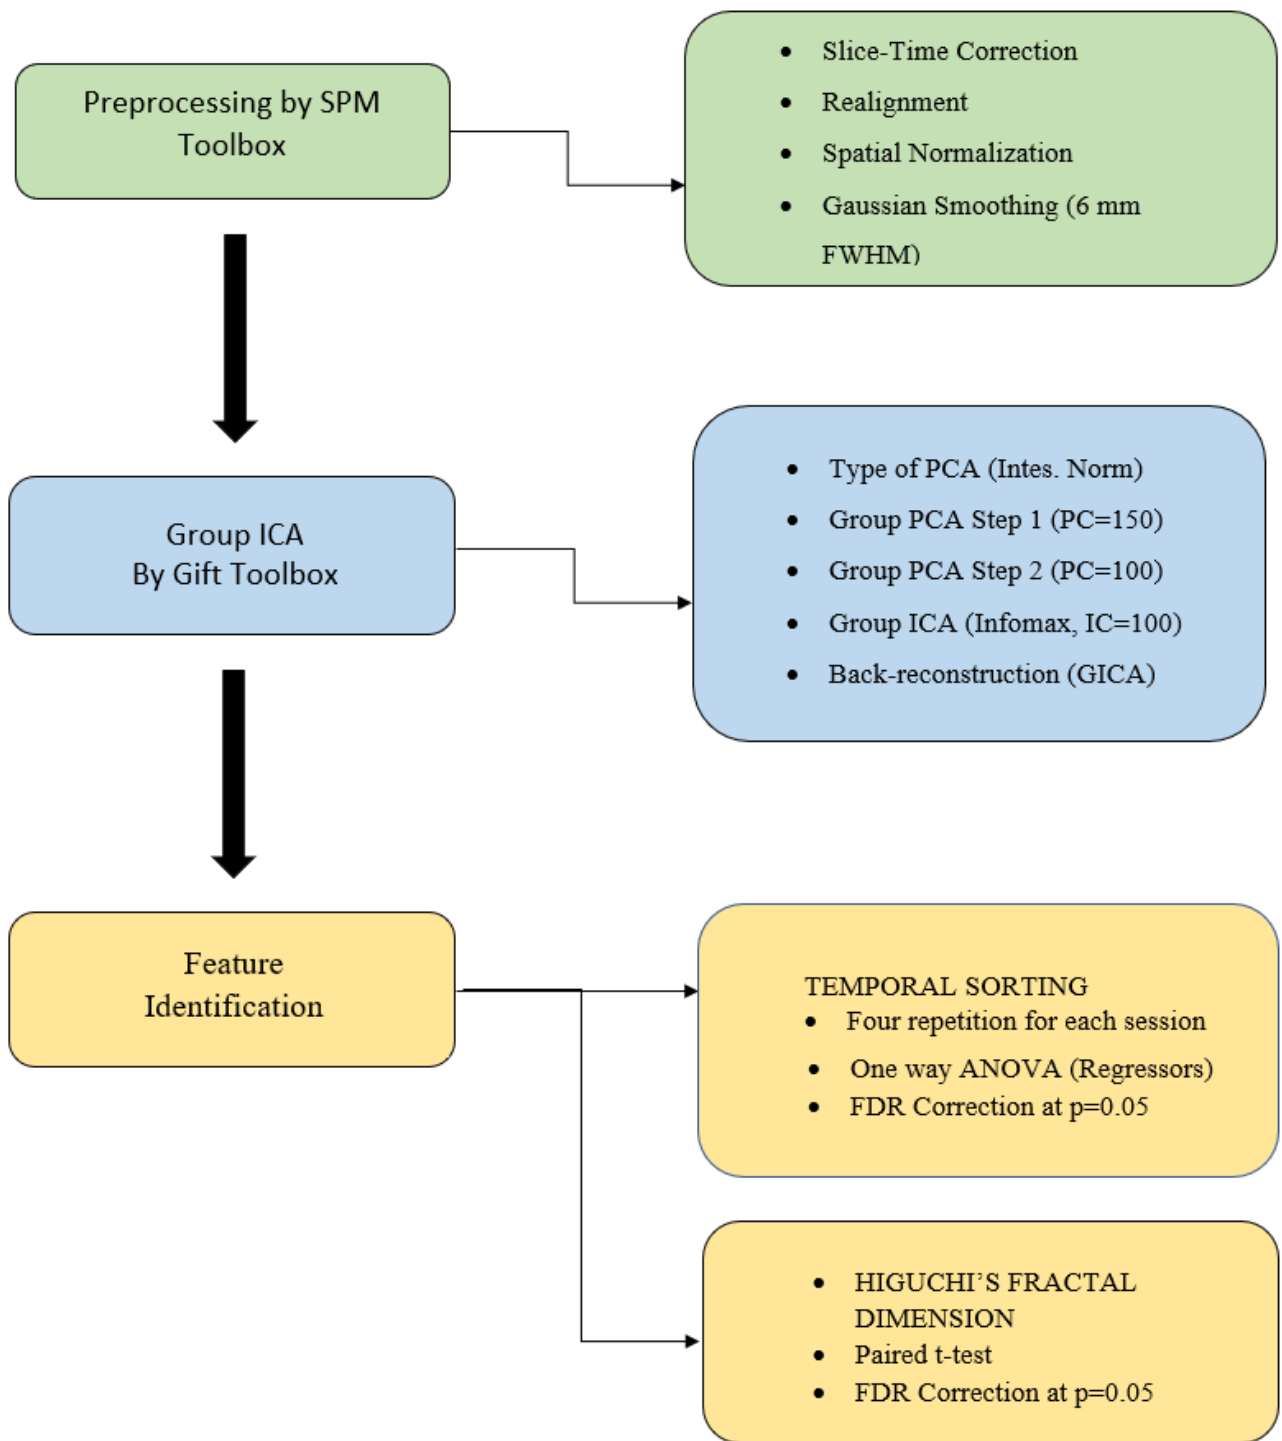 Preprocessing by SPM
Toolbox
• Slice-Time Correction
• Realignment
• Spatial Normalization
• Gaussian Smoothing (6 mm
FWHM)
Group ICA
By Gift Toolbox
• Type of PCA (Intes. Norm)
• Group PCA Step 1 (PC=150)
• Group PCA Step 2 (PC=100)
• Group ICA (Infomax, IC=100)
• Back-reconstruction (GICA)
Feature
Identification
TEMPORAL SORTING
• Four repetition for each session
• One way ANOVA (Regressors)
• FDR Correction at p=0.05
• HIGUCHI’S FRACTAL
DIMENSION
• Paired t-test
• FDR Correction at p=0.05